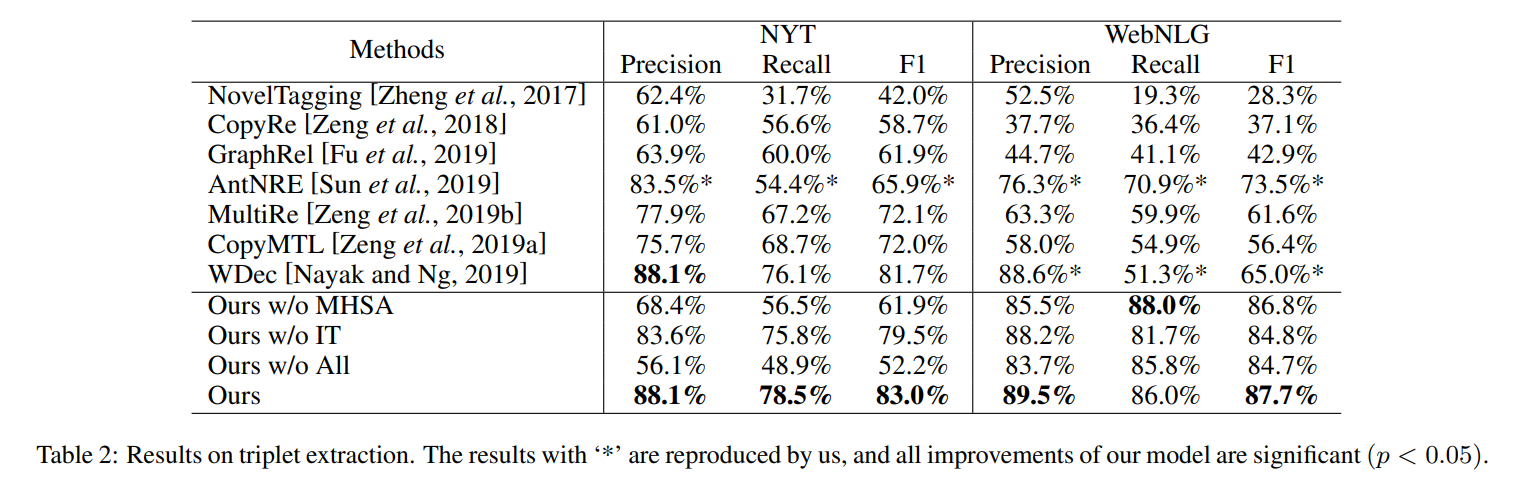 Methods NYT WebNLG
Precision Recall F1 Precision Recall F1
NovelTagging [Zheng et al., 2017] 62.4% 31.7% 42.0% 52.5% 19.3% 28.3%
CopyRe [Zeng et al., 2018] 61.0% 56.6% 58.7% 37.7% 36.4% 37.1%
GraphRel [Fu et al., 2019] 63.9% 60.0% 61.9% 44.7% 41.1% 42.9%
AntNRE [Sun et al., 2019] 83.5%* 54.4%* 65.9%* 76.3%* 70.9%* 73.5%*
MultiRe [Zeng et al., 2019b] 77.9% 67.2% 72.1% 63.3% 59.9% 61.6%
CopyMTL [Zeng et al., 2019a] 75.7% 68.7% 72.0% 58.0% 54.9% 56.4%
WDec [Nayak and Ng, 2019] 88.1% 76.1% 81.7% 88.6%* 51.3%* 65.0%*
Ours w/o MHSA 68.4% 56.5% 61.9% 85.5% 88.0% 86.8%
Ours w/o IT 83.6% 75.8% 79.5% 88.2% 81.7% 84.8%
Ours w/o All 56.1% 48.9% 52.2% 83.7% 85.8% 84.7%
Ours 88.1% 78.5% 83.0% 89.5% 86.0% 87.7%
Table 2: Results on triplet extraction. The results with ‘*’ are reproduced by us, and all improvements of our model are significant (p < 0.05).